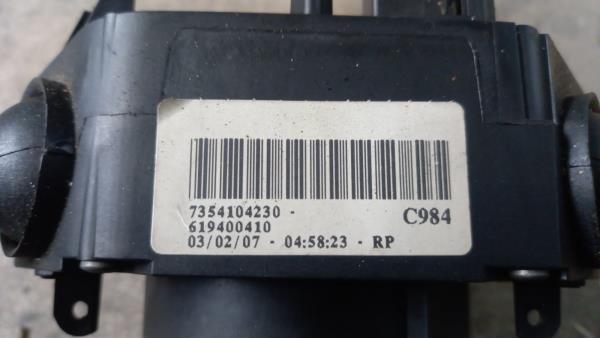 7354104230 -
C984
619400410
03/02/07 - 04:58:23 - RP